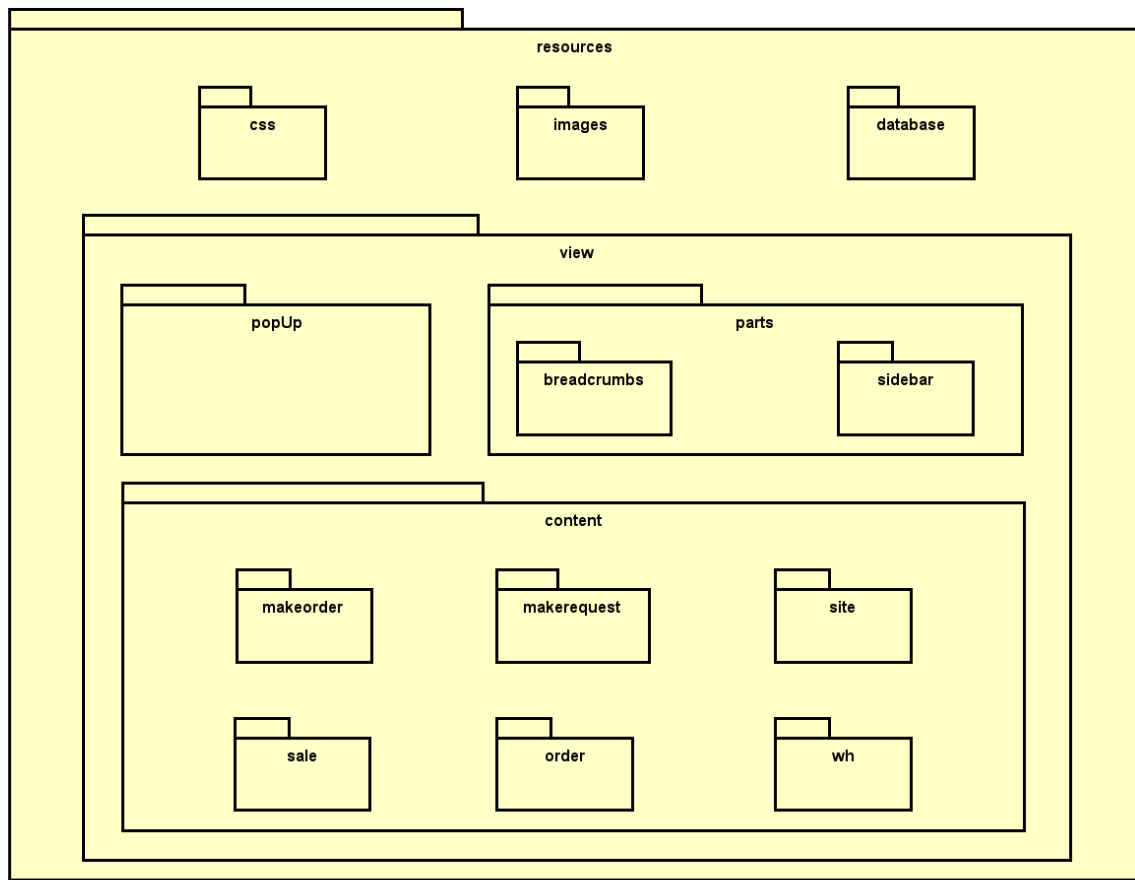 resources
css
images
database
view
popUp
parts
breadcrumbs
sidebar
content
makeorder
makerequest
site
sale
order
wh